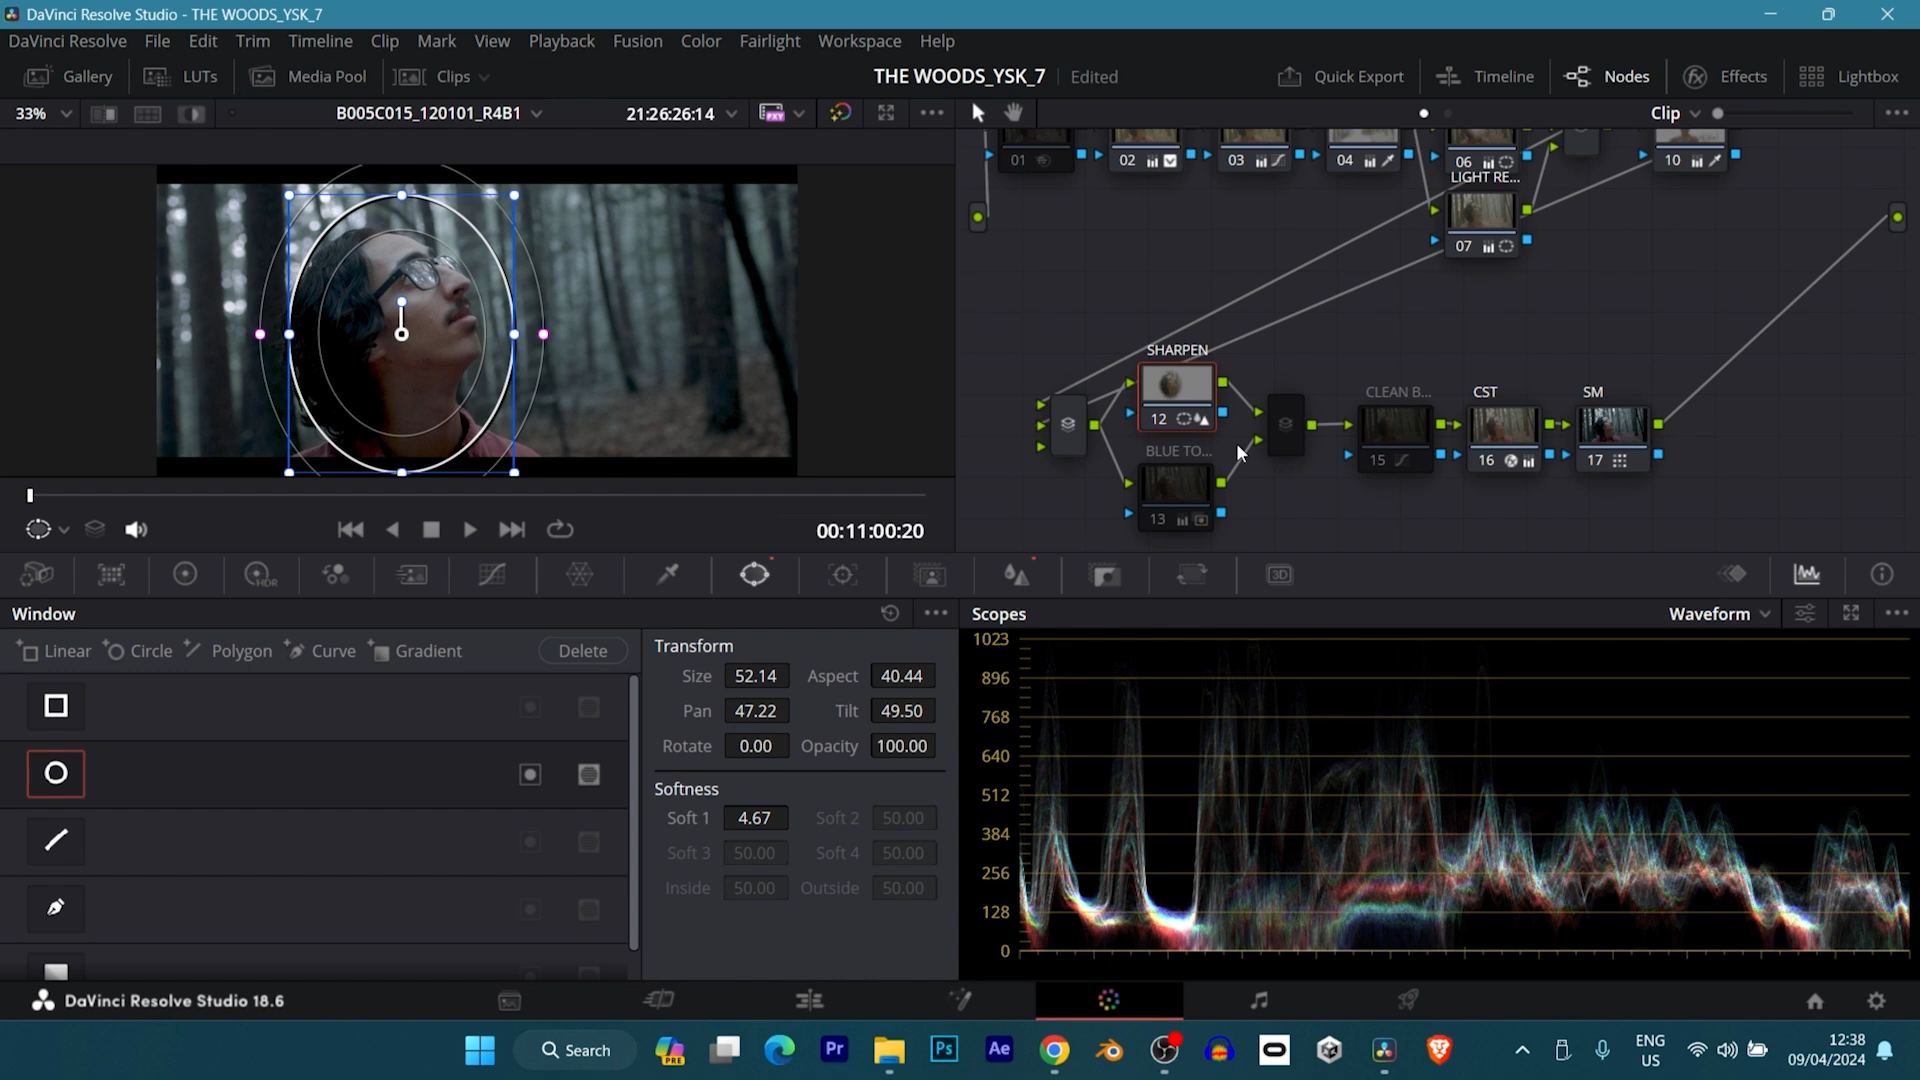 DaVinci Resolve Studio - THE WOODS_YSK_7
DaVinci Resolve File Edit Trim Timeline Clip Mark View Playback Fusion Color Fairlight Workspace Help
Gallery LUTs Media Pool Clips THE WOODS_YSK_7 Edited Quick Export Timeline Nodes Effects Lightbox
33% B005C015_120101_R4B1 21:26:26:14 PXY Clip
01 02 03 04 06 10
LIGHT RE...
07
SHARPEN
CLEAN B... CST SM
12
BLUE TO...
15 16 17
13
00:11:00:20
HDR 3D
Window Scopes Waveform
Linear Circle Polygon Curve Gradient Delete
Transform
Size 52.14 Aspect 40.44
Pan 47.22 Tilt 49.50
Rotate 0.00 Opacity 100.00
Softness
Soft 1 4.67 Soft 2 50.00
Soft 3 50.00 Soft 4 50.00
Inside 50.00 Outside 50.00
1023
896
768
640
512
384
256
128
0
DaVinci Resolve Studio 18.6
Search PRE Pr Ps Ae
ENG
US
12:38
09/04/2024